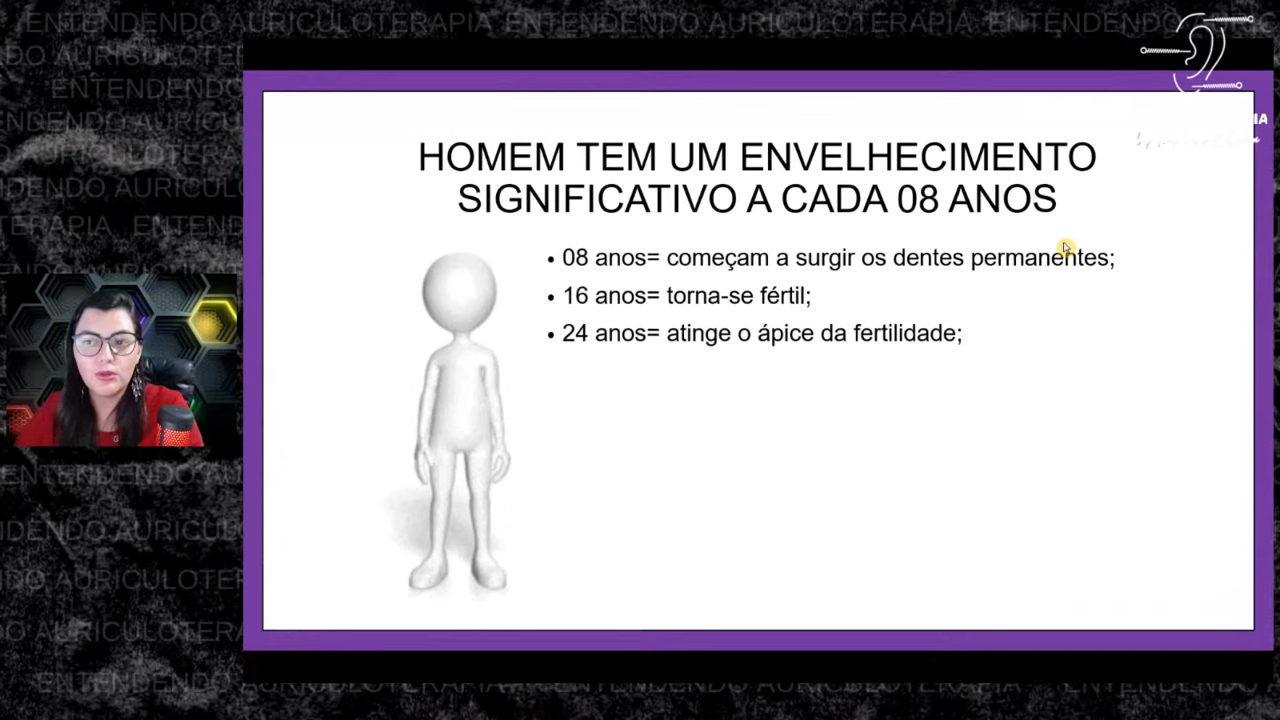 ENTENDENDO AURICULOTERAPIA ENTENDENDO AURICULOTERAPIA ENTENDENDO
HOMEM TEM UM ENVELHECIMENTO
SIGNIFICATIVO A CADA 08 ANOS
• 08 anos= começam a surgir os dentes permanentes;
• 16 anos= torna-se fértil;
• 24 anos= atinge o ápice da fertilidade;